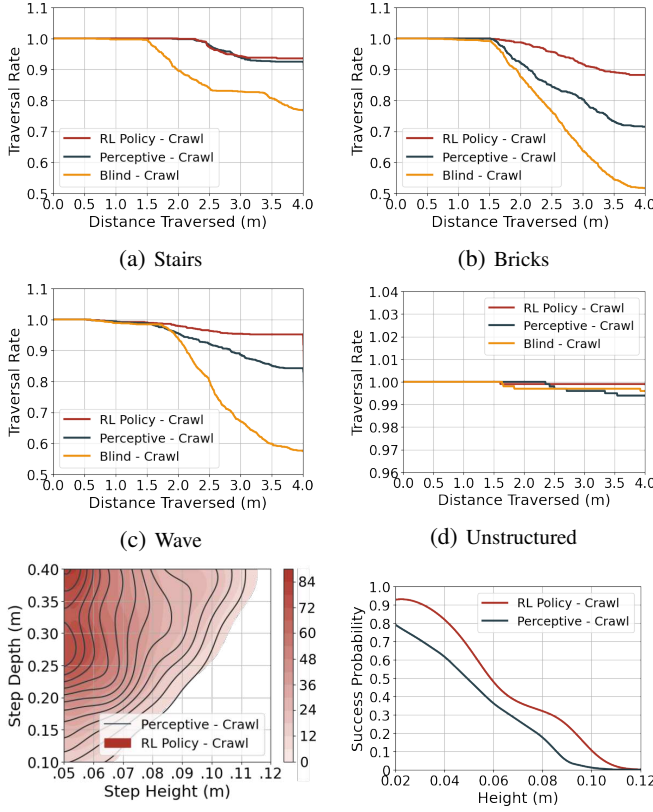 1.1
1.0
0.9
0.8
0.7
0.6
0.5
Traversal Rate
RL Policy - Crawl
Perceptive - Crawl
Blind - Crawl
0.0 0.5 1.0 1.5 2.0 2.5 3.0 3.5 4.0
Distance Traversed (m)
(a) Stairs
1.1
1.0
0.9
0.8
0.7
0.6
0.5
Traversal Rate
RL Policy - Crawl
Perceptive - Crawl
Blind - Crawl
0.0 0.5 1.0 1.5 2.0 2.5 3.0 3.5 4.0
Distance Traversed (m)
(b) Bricks
1.1
1.0
0.9
0.8
0.7
0.6
0.5
Traversal Rate
RL Policy - Crawl
Perceptive - Crawl
Blind - Crawl
0.0 0.5 1.0 1.5 2.0 2.5 3.0 3.5 4.0
Distance Traversed (m)
(c) Wave
1.04
1.03
1.02
1.01
1.00
0.99
0.98
0.97
0.96
Traversal Rate
RL Policy - Crawl
Perceptive - Crawl
Blind - Crawl
0.0 0.5 1.0 1.5 2.0 2.5 3.0 3.5 4.0
Distance Traversed (m)
(d) Unstructured
0.40
0.30
0.25
0.20
0.10
Step Depth (m)
Perceptive - Crawl
RL Policy - Crawl
.05 .06 .07 .08 .09 .10 .11 .12
Step Height (m)
84
72
60
48
36
24
12
0
1.0
0.9
0.8
0.7
0.6
0.5
0.4
0.3
0.2
0.1
0
Success Probability
RL Policy - Crawl
Perceptive - Crawl
0.02 0.04 0.06 0.08 0.10 0.12
Height (m)